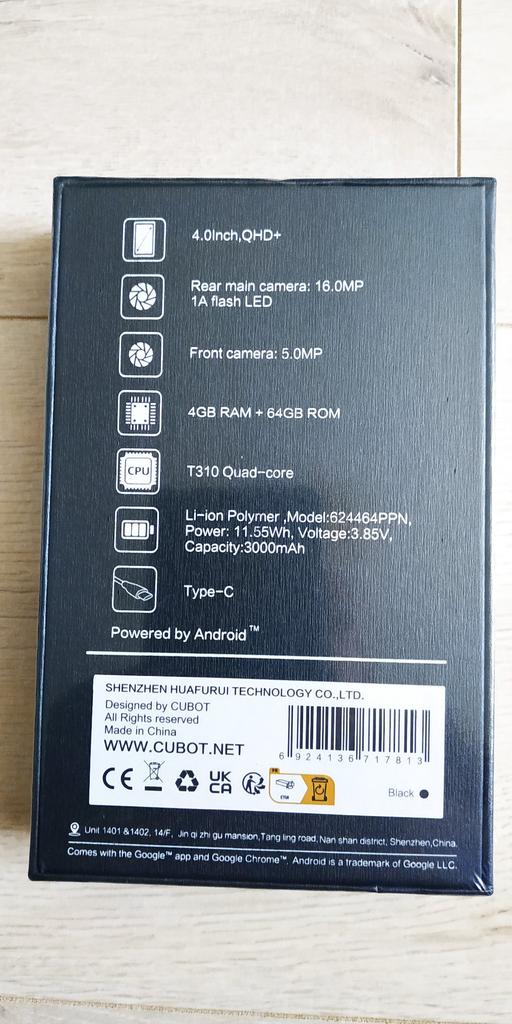 4.0Inch,QHD+
Rear main camera: 16.0MP
1A flash LED
Front camera: 5.0MP
4GB RAM + 64GB ROM
CPU
T310 Quad-core
Li-ion Polymer ,Model:624464PPN,
Power: 11.55Wh, Voltage:3.85V,
Capacity:3000mAh
Type-C
Powered by Android™
SHENZHEN HUAFURUI TECHNOLOGY CO.,LTD.
Designed by CUBOT
All Rights reserved
Made in China
WWW.CUBOT.NET
6 924136 717813
CE
UK
CA
FR
Black
Unit 1401 &1402, 14/F, Jin qi zhi gu mansion,Tang ling road, Nan shan district, Shenzhen,China.
Comes with the Google™ app and Google Chrome™. Android is a trademark of Google LLC.